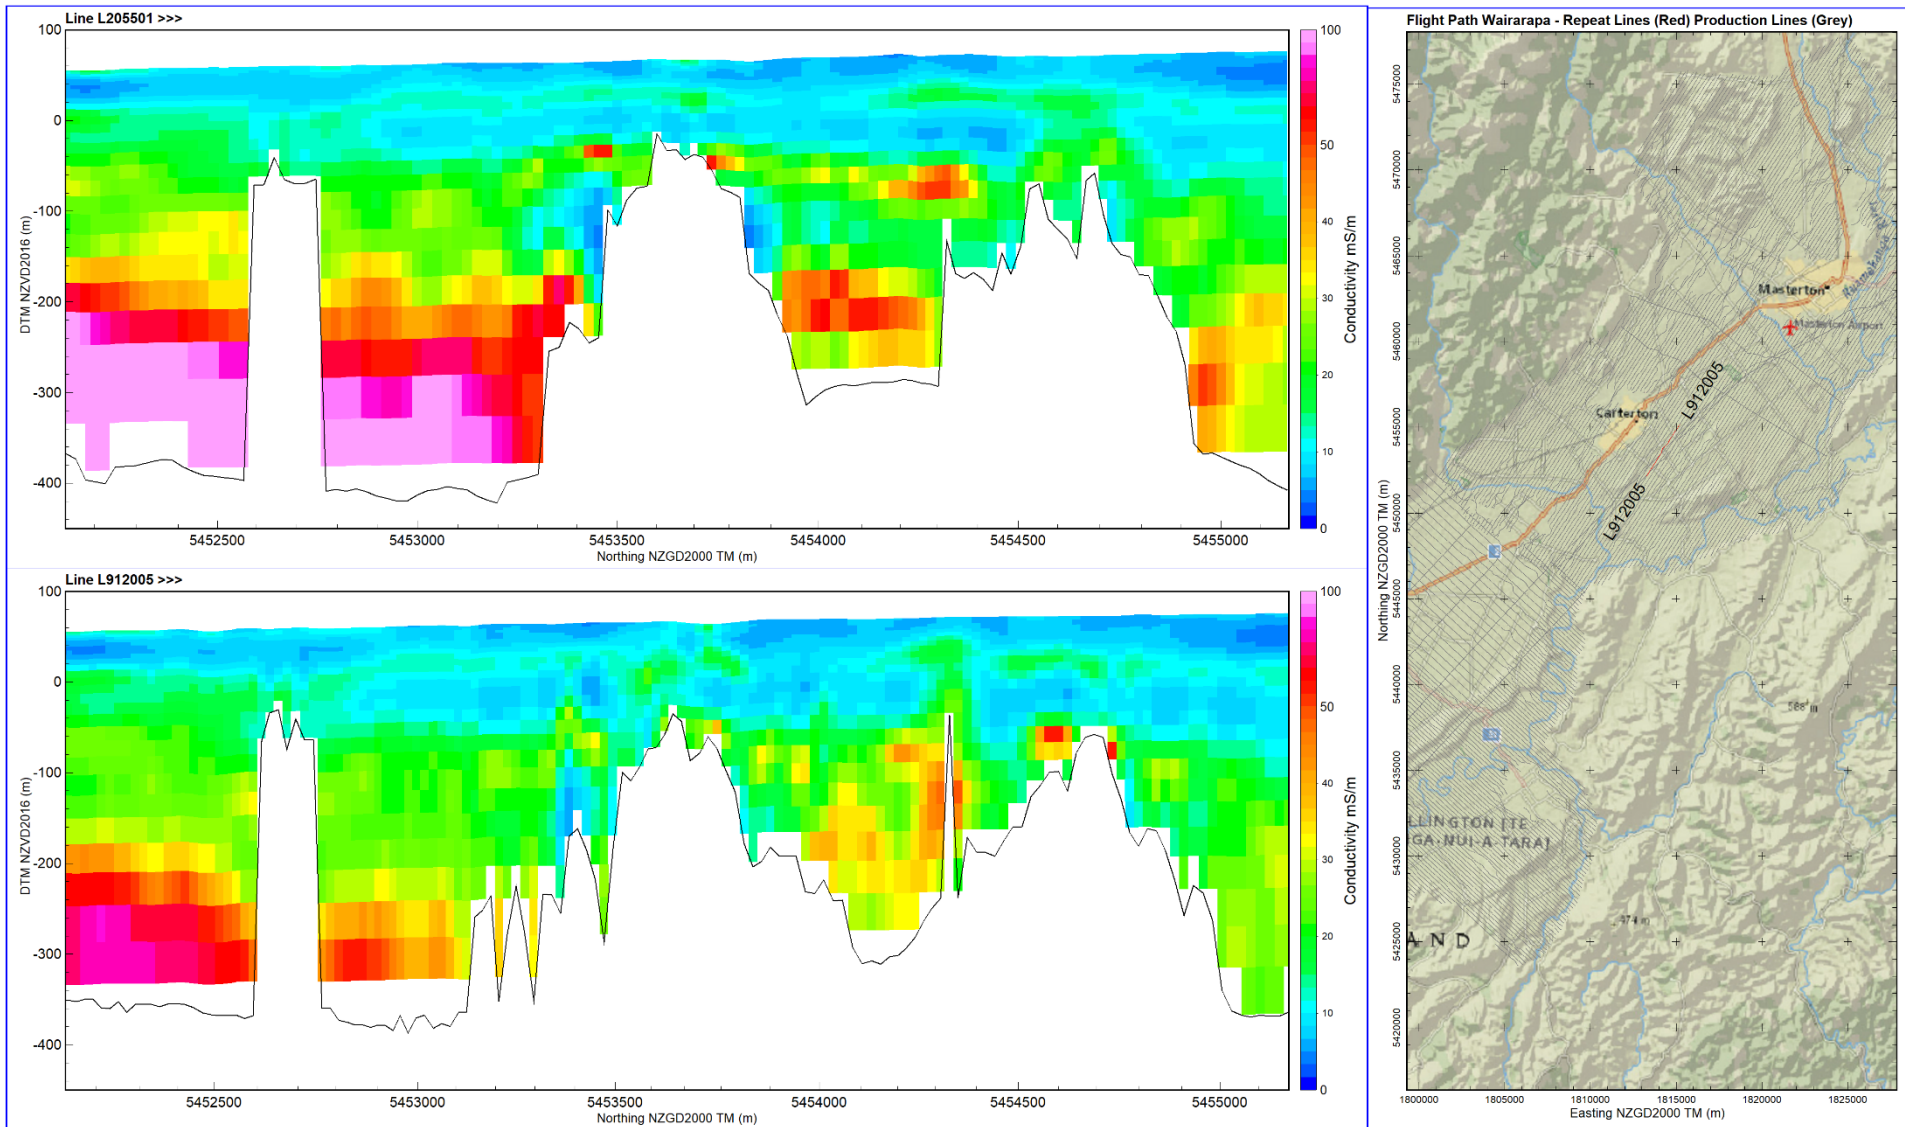 Line L205501 >>>
100
0
-100
-200
-300
-400
DTM NZVD2016 (m)
5452500 5453000 5453500 5454000 5454500 5455000
Northing NZGD2000 TM (m)
100
50
40
30
20
10
0
Conductivity mS/m
Line L912005 >>>
100
0
-100
-200
-300
-400
DTM NZVD2016 (m)
5452500 5453000 5453500 5454000 5454500 5455000
Northing NZGD2000 TM (m)
100
50
40
30
20
10
0
Conductivity mS/m
Flight Path Wairarapa - Repeat Lines (Red) Production Lines (Grey)
5475000
5470000
5465000
5460000
5455000
5450000
5445000
5440000
5435000
5430000
5425000
5420000
Northing NZGD2000 TM (m)
Masterton
Masterton Airport
Carterton
L912005
L912005
LLINGTON [TE
GA-NUI-A TARA]
AND
1800000 1805000 1810000 1815000 1820000 1825000
Easting NZGD2000 TM (m)